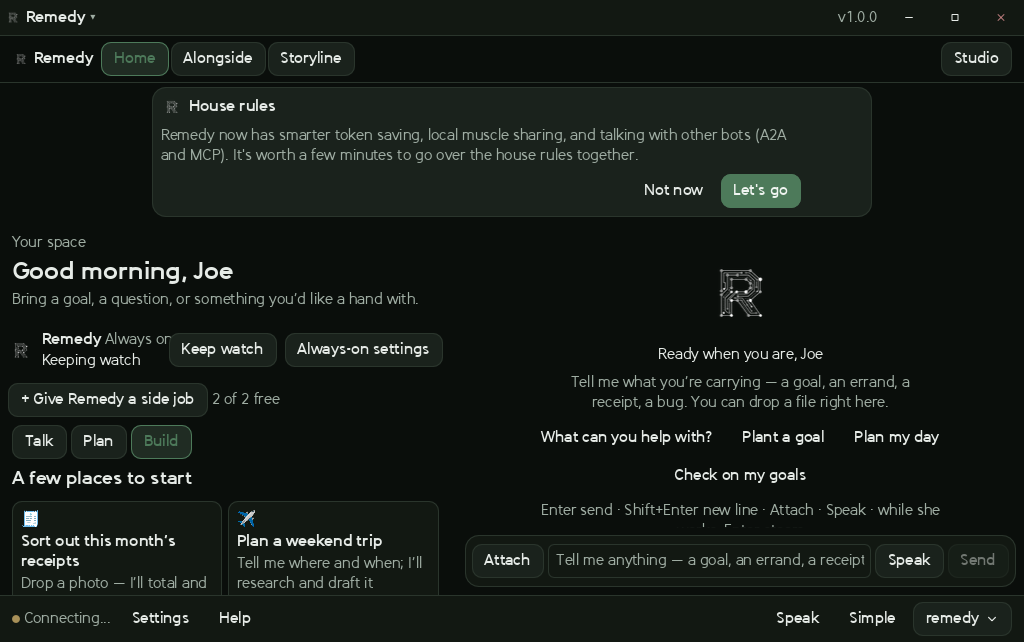 Remedy ▾
v1.0.0
Remedy
Home
Alongside
Storyline
Studio
House rules
Remedy now has smarter token saving, local muscle sharing, and talking with other bots (A2A
and MCP). It's worth a few minutes to go over the house rules together.
Not now
Let's go
Your space
Good morning, Joe
Bring a goal, a question, or something you'd like a hand with.
Remedy Always on
Keeping watch
Keep watch
Always-on settings
+ Give Remedy a side job
2 of 2 free
Talk
Plan
Build
A few places to start
Sort out this month's
receipts
Drop a photo — I'll total and
Plan a weekend trip
Tell me where and when; I'll
research and draft it
Ready when you are, Joe
Tell me what you're carrying — a goal, an errand, a
receipt, a bug. You can drop a file right here.
What can you help with?
Plant a goal
Plan my day
Check on my goals
Enter send · Shift+Enter new line · Attach · Speak · while she
Attach
Tell me anything — a goal, an errand, a receipt
Speak
Send
Connecting...
Settings
Help
Speak
Simple
remedy